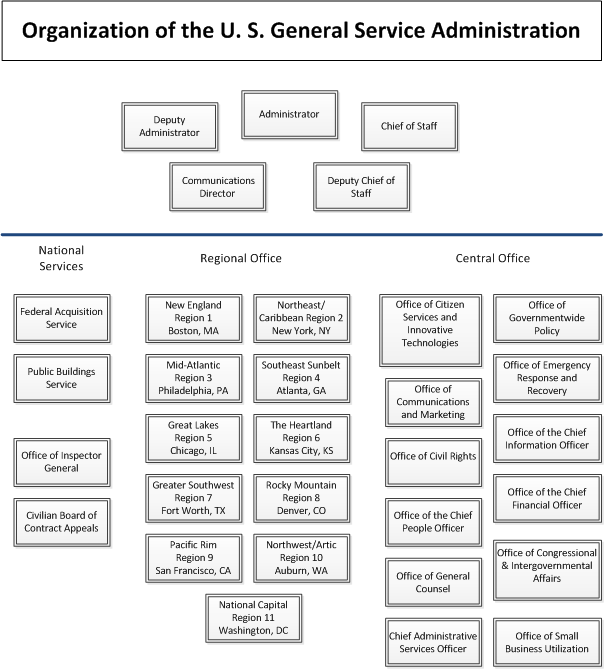 Organization of the U. S. General Service Administration
Deputy
Administrator
Administrator
Chief of Staff
Communications
Director
Deputy Chief of
Staff
National
Services
Federal Acquisition
Service
Public Buildings
Service
Office of Inspector
General
Civilian Board of
Contract Appeals
Regional Office
New England
Region 1
Boston, MA
Northeast/
Caribbean Region 2
New York, NY
Mid-Atlantic
Region 3
Philadelphia, PA
Southeast Sunbelt
Region 4
Atlanta, GA
Great Lakes
Region 5
Chicago, IL
The Heartland
Region 6
Kansas City, KS
Greater Southwest
Region 7
Fort Worth, TX
Rocky Mountain
Region 8
Denver, CO
Pacific Rim
Region 9
San Francisco, CA
Northwest/Artic
Region 10
Auburn, WA
National Capital
Region 11
Washington, DC
Central Office
Office of Citizen
Services and
Innovative
Technologies
Office of
Governmentwide
Policy
Office of
Communications
and Marketing
Office of Emergency
Response and
Recovery
Office of Civil Rights
Office of the Chief
Information Officer
Office of the Chief
People Officer
Office of the Chief
Financial Officer
Office of General
Counsel
Office of Congressional
& Intergovernmental
Affairs
Chief Administrative
Services Officer
Office of Small
Business Utilization